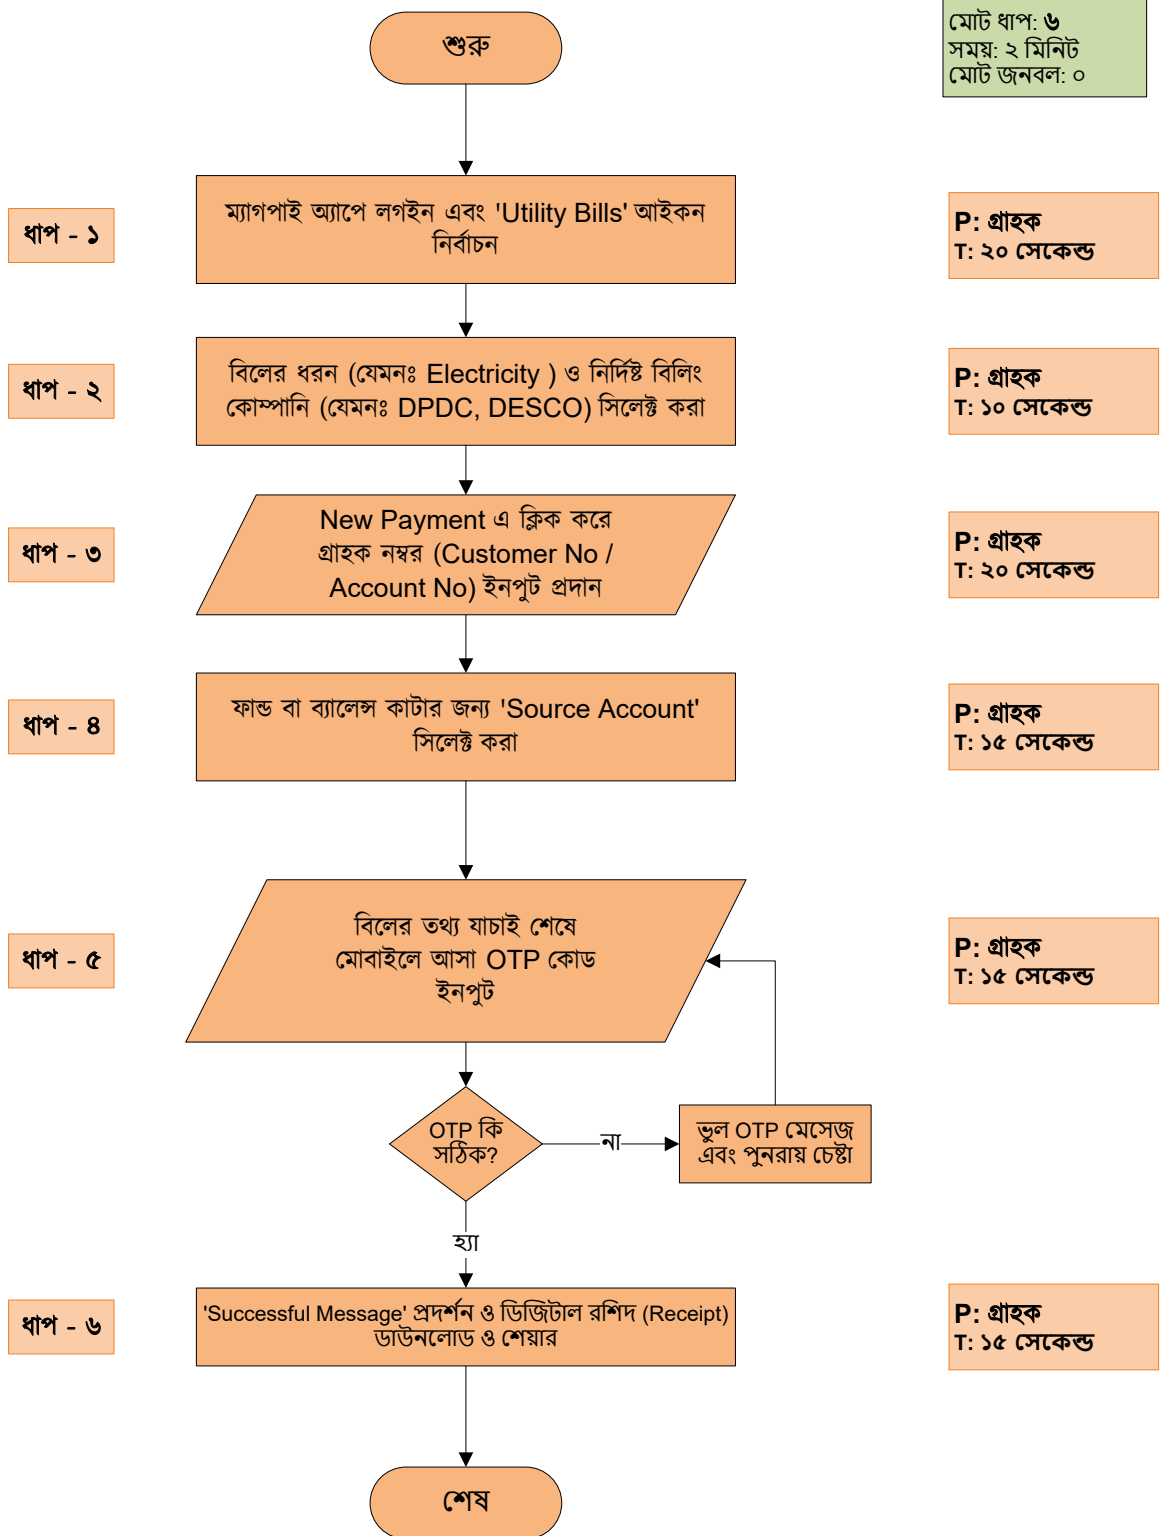 শুরু
মোট ধাপ: ৬
সময়: ২ মিনিট
মোট জনবল: ০
ধাপ - ১
ম্যাগপাই অ্যাপে লগইন এবং 'Utility Bills' আইকন
নির্বাচন
P: গ্রাহক
T: ২০ সেকেন্ড
ধাপ - ২
বিলের ধরন (যেমনঃ Electricity ) ও নির্দিষ্ট বিলিং
কোম্পানি (যেমনঃ DPDC, DESCO) সিলেক্ট করা
P: গ্রাহক
T: ১০ সেকেন্ড
ধাপ - ৩
New Payment এ ক্লিক করে
গ্রাহক নম্বর (Customer No /
Account No) ইনপুট প্রদান
P: গ্রাহক
T: ২০ সেকেন্ড
ধাপ - ৪
ফান্ড বা ব্যালেন্স কাটার জন্য 'Source Account'
সিলেক্ট করা
P: গ্রাহক
T: ১৫ সেকেন্ড
ধাপ - ৫
বিলের তথ্য যাচাই শেষে
মোবাইলে আসা OTP কোড
ইনপুট
P: গ্রাহক
T: ১৫ সেকেন্ড
OTP কি
সঠিক?
না
ভুল OTP মেসেজ
এবং পুনরায় চেষ্টা
হ্যা
ধাপ - ৬
'Successful Message' প্রদর্শন ও ডিজিটাল রশিদ (Receipt)
ডাউনলোড ও শেয়ার
P: গ্রাহক
T: ১৫ সেকেন্ড
শেষ